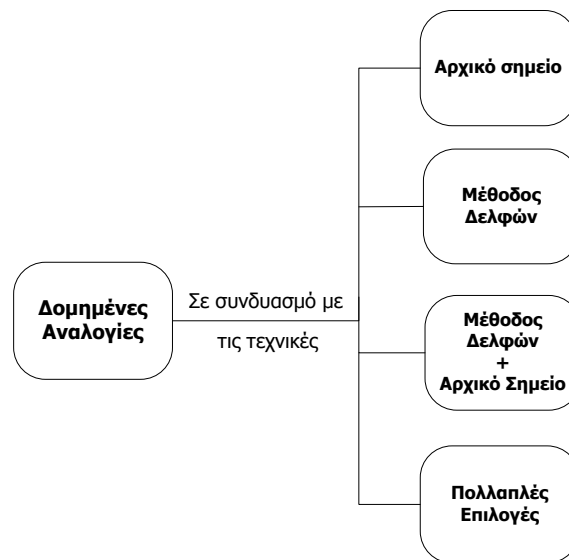 Δομημένες
Αναλογίες
Σε συνδυασμό με
τις τεχνικές
Αρχικό σημείο
Μέθοδος
Δελφών
Μέθοδος
Δελφών
+
Αρχικό Σημείο
Πολλαπλές
Επιλογές